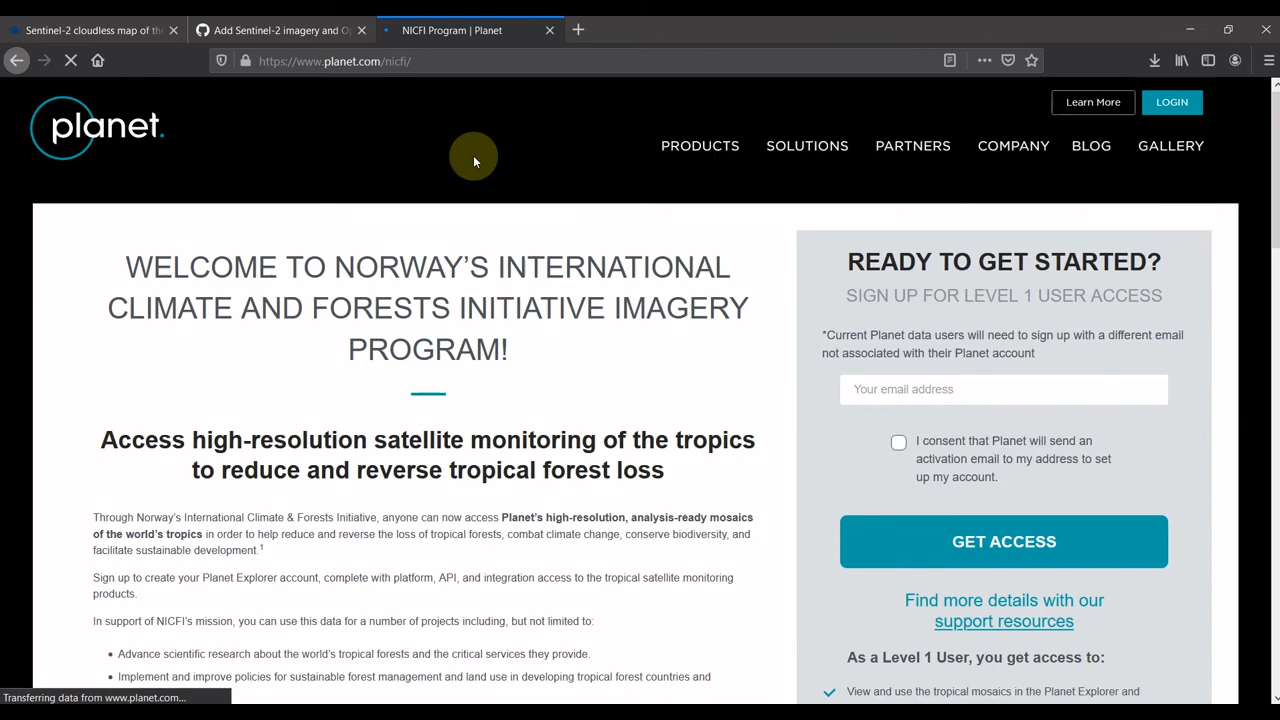 Sentinel-2 cloudless map of the
Add Sentinel-2 imagery and Op
NICFI Program | Planet
https://www.planet.com/nicfi/
planet.
Learn More
LOGIN
PRODUCTS
SOLUTIONS
PARTNERS
COMPANY
BLOG
GALLERY
WELCOME TO NORWAY’S INTERNATIONAL
CLIMATE AND FORESTS INITIATIVE IMAGERY
PROGRAM!
Access high-resolution satellite monitoring of the tropics
to reduce and reverse tropical forest loss
Through Norway’s International Climate & Forests Initiative, anyone can now access Planet’s high-resolution, analysis-ready mosaics
of the world’s tropics in order to help reduce and reverse the loss of tropical forests, combat climate change, conserve biodiversity, and
facilitate sustainable development.1
Sign up to create your Planet Explorer account, complete with platform, API, and integration access to the tropical satellite monitoring
products.
In support of NICFI’s mission, you can use this data for a number of projects including, but not limited to:
• Advance scientific research about the world’s tropical forests and the critical services they provide.
• Implement and improve policies for sustainable forest management and land use in developing tropical forest countries and
READY TO GET STARTED?
SIGN UP FOR LEVEL 1 USER ACCESS
*Current Planet data users will need to sign up with a different email
not associated with their Planet account
Your email address
I consent that Planet will send an
activation email to my address to set
up my account.
GET ACCESS
Find more details with our
support resources
As a Level 1 User, you get access to:
View and use the tropical mosaics in the Planet Explorer and
Transferring data from www.planet.com...